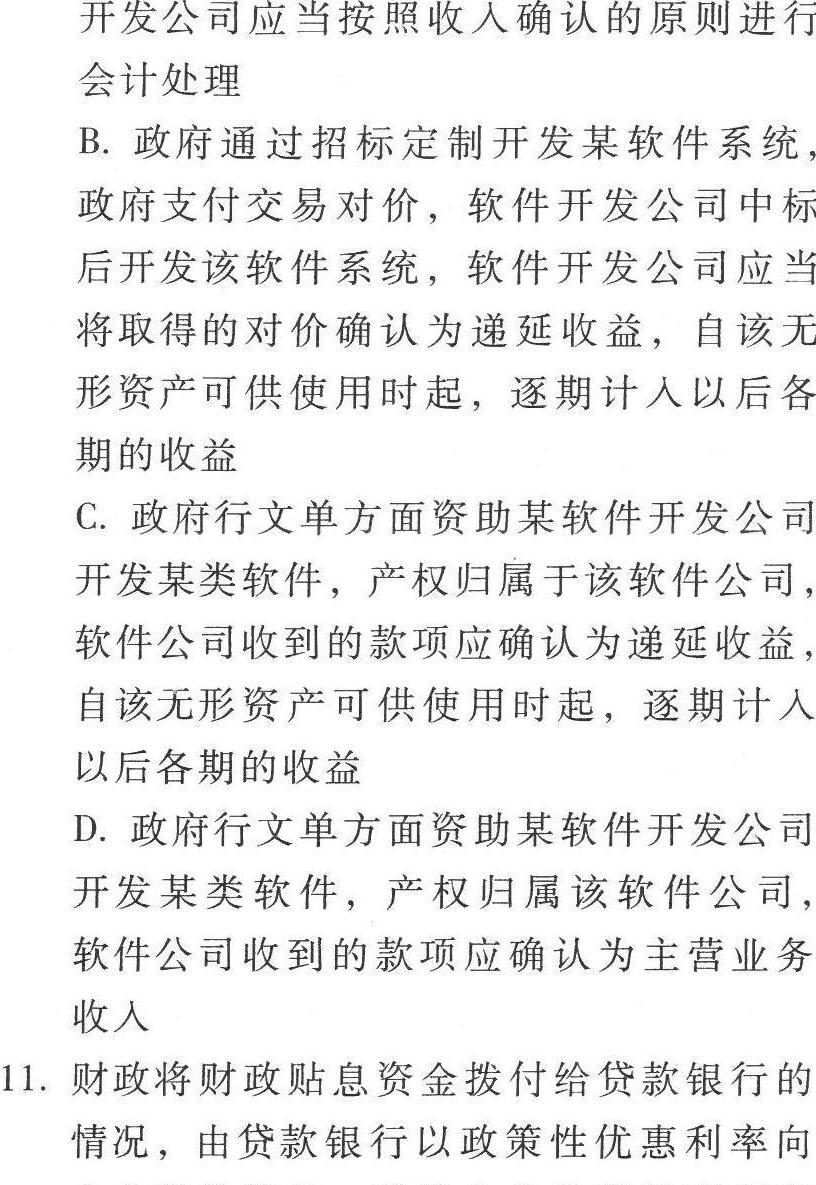 开发公司应当按照收入确认的原则进行
会计处理
B. 政府通过招标定制开发某软件系统，
政府支付交易对价，软件开发公司中标
后开发该软件系统，软件开发公司应当
将取得的对价确认为递延收益，自该无
形资产可供使用时起，逐期计入以后各
期的收益
C. 政府行文单方面资助某软件开发公司
开发某类软件，产权归属于该软件公司，
软件公司收到的款项应确认为递延收益，
自该无形资产可供使用时起，逐期计入
以后各期的收益
D. 政府行文单方面资助某软件开发公司
开发某类软件，产权归属该软件公司，
软件公司收到的款项应确认为主营业务
收入
11. 财政将财政贴息资金拨付给贷款银行的
情况，由贷款银行以政策性优惠利率向